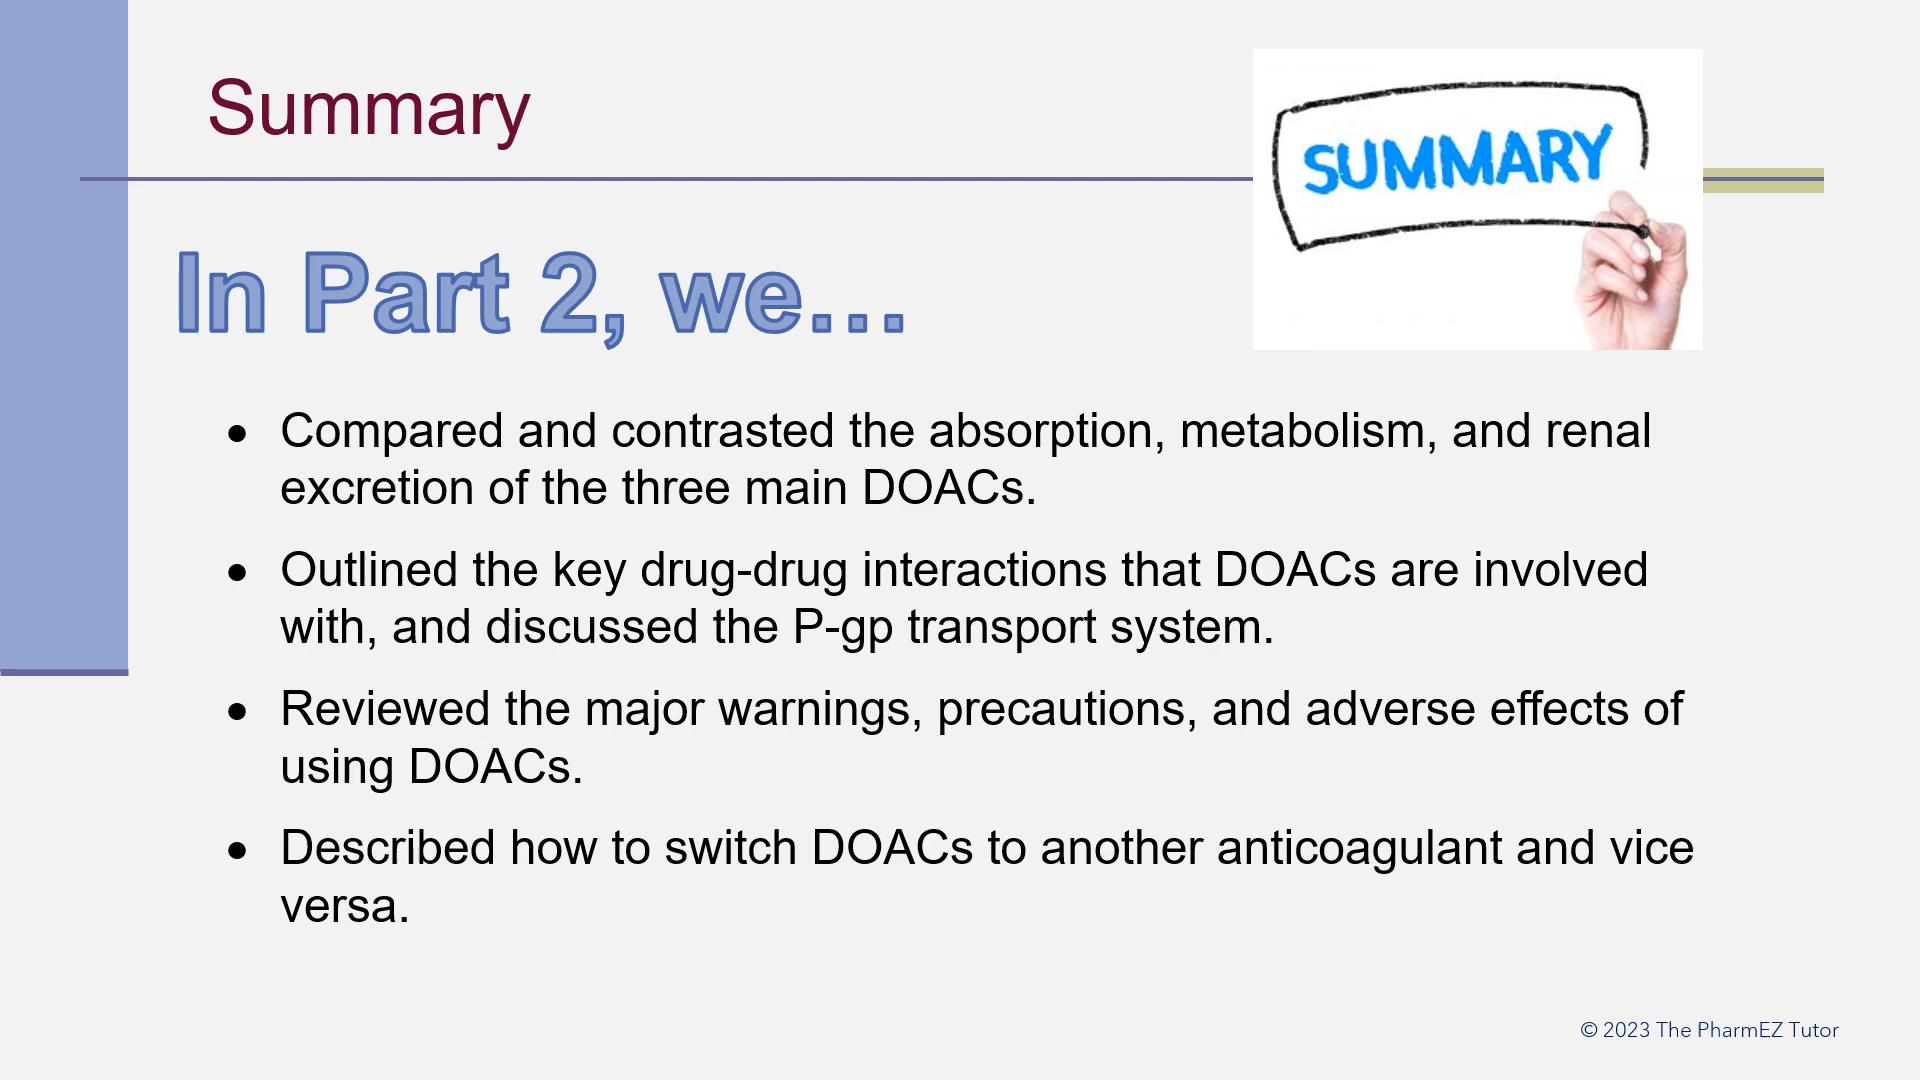 Summary
SUMMARY
In Part 2, we…
• Compared and contrasted the absorption, metabolism, and renal
excretion of the three main DOACs.
• Outlined the key drug-drug interactions that DOACs are involved
with, and discussed the P-gp transport system.
• Reviewed the major warnings, precautions, and adverse effects of
using DOACs.
• Described how to switch DOACs to another anticoagulant and vice
versa.
© 2023 The PharmEZ Tutor